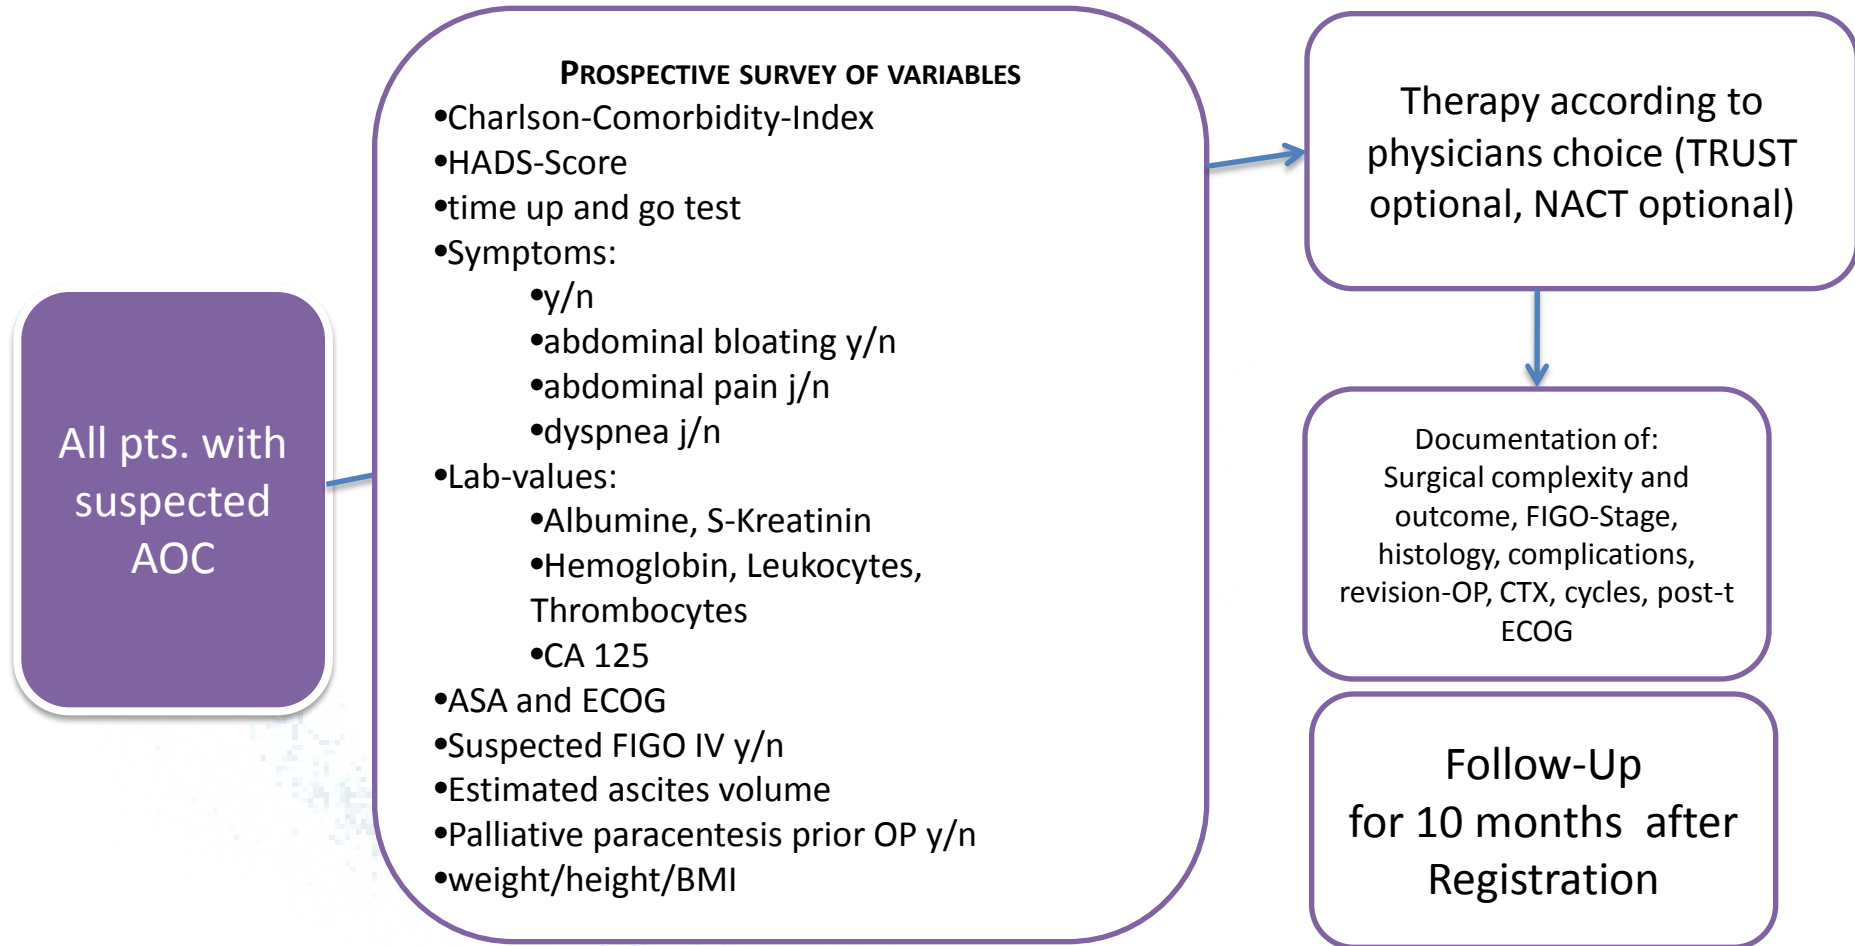 All pts. with
suspected
AOC
PROSPECTIVE SURVEY OF VARIABLES
•Charlson-Comorbidity-Index
•HADS-Score
•time up and go test
•Symptoms:
•y/n
•abdominal bloating y/n
•abdominal pain j/n
•dyspnea j/n
•Lab-values:
•Albumine, S-Kreatinin
•Hemoglobin, Leukocytes,
Thrombocytes
•CA 125
•ASA and ECOG
•Suspected FIGO IV y/n
•Estimated ascites volume
•Palliative paracentesis prior OP y/n
•weight/height/BMI
Therapy according to
physicians choice (TRUST
optional, NACT optional)
Documentation of:
Surgical complexity and
outcome, FIGO-Stage,
histology, complications,
revision-OP, CTX, cycles, post-t
ECOG
Follow-Up
for 10 months after
Registration